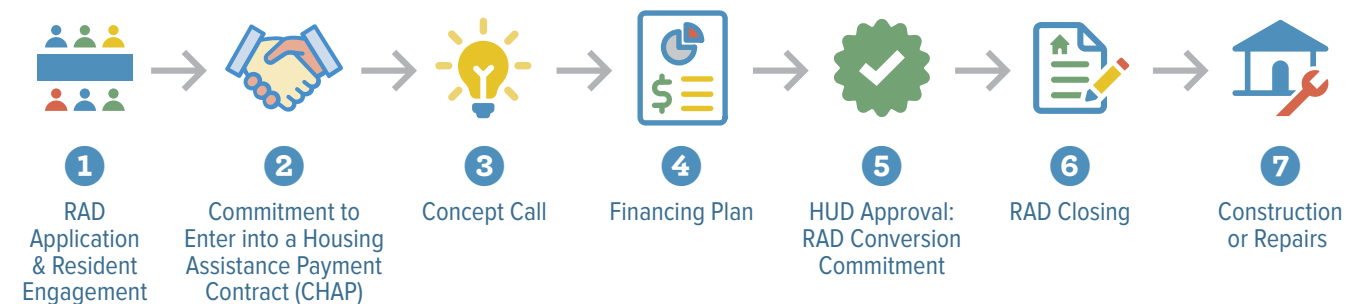 $
1
RAD
Application
& Resident
Engagement
2
Commitment to
Enter into a Housing
Assistance Payment
Contract (CHAP)
3
Concept Call
4
Financing Plan
5
HUD Approval:
RAD Conversion
Commitment
6
RAD Closing
7
Construction
or Repairs